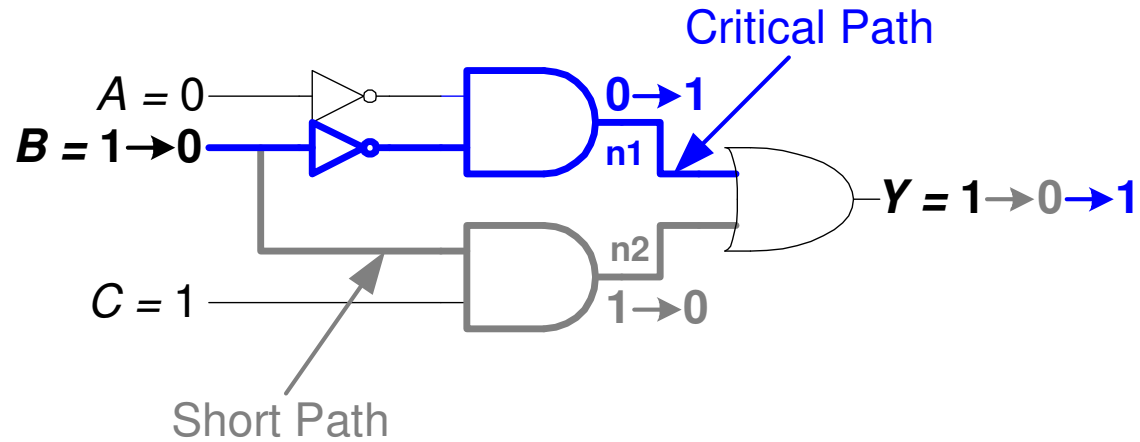 Critical Path
A = 0
0→1
B = 1→0
n1
Y = 1→0→1
n2
C = 1
1→0
Short Path